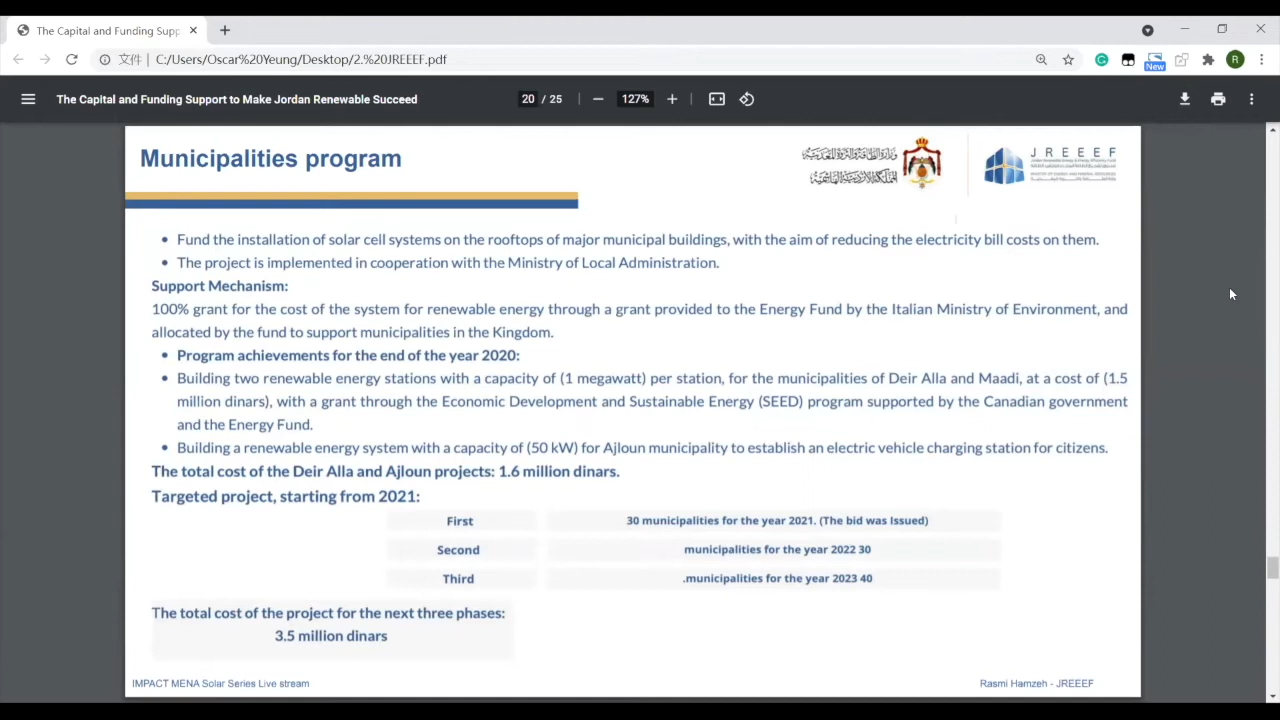 The Capital and Funding Supp
文件 | C:/Users/Oscar%20Yeung/Desktop/2.%20JREEEF.pdf
New
R
The Capital and Funding Support to Make Jordan Renewable Succeed
20 / 25
127%
Municipalities program
وزارة الطاقة والثروة المعدنية
المملكة الأردنية الهاشمية
JREEEF
• Fund the installation of solar cell systems on the rooftops of major municipal buildings, with the aim of reducing the electricity bill costs on them.
• The project is implemented in cooperation with the Ministry of Local Administration.
Support Mechanism:
100% grant for the cost of the system for renewable energy through a grant provided to the Energy Fund by the Italian Ministry of Environment, and
allocated by the fund to support municipalities in the Kingdom.
• Program achievements for the end of the year 2020:
• Building two renewable energy stations with a capacity of (1 megawatt) per station, for the municipalities of Deir Alla and Maadi, at a cost of (1.5
million dinars), with a grant through the Economic Development and Sustainable Energy (SEED) program supported by the Canadian government
and the Energy Fund.
• Building a renewable energy system with a capacity of (50 kW) for Ajloun municipality to establish an electric vehicle charging station for citizens.
The total cost of the Deir Alla and Ajloun projects: 1.6 million dinars.
Targeted project, starting from 2021:
First 30 municipalities for the year 2021. (The bid was Issued)
Second municipalities for the year 2022 30
Third .municipalities for the year 2023 40
The total cost of the project for the next three phases:
3.5 million dinars
IMPACT MENA Solar Series Live stream
Rasmi Hamzeh - JREEEF